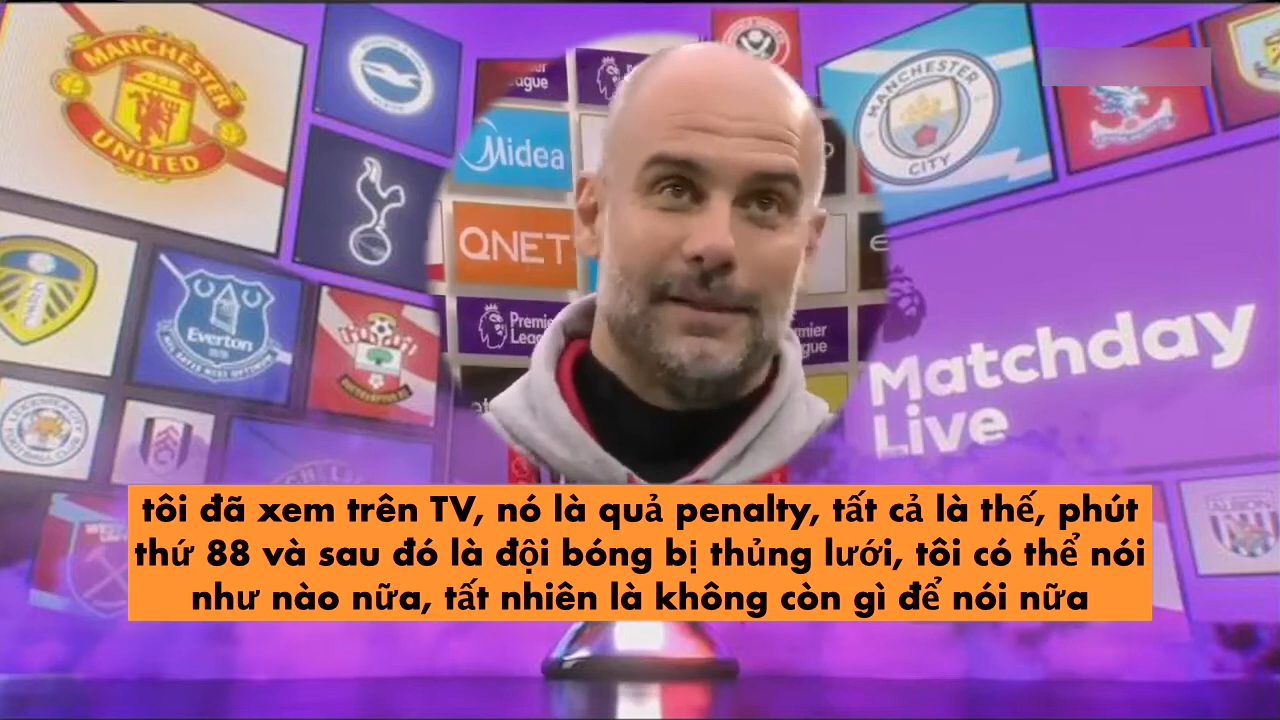 MANCHESTER
UNITED
MANCHESTER
CITY
Midea
QNET
Everton
Premier
League
Matchday
Live
tôi đã xem trên TV, nó là quả penalty, tất cả là thế, phút
thứ 88 và sau đó là đội bóng bị thủng lưới, tôi có thể nói
như nào nữa, tất nhiên là không còn gì để nói nữa